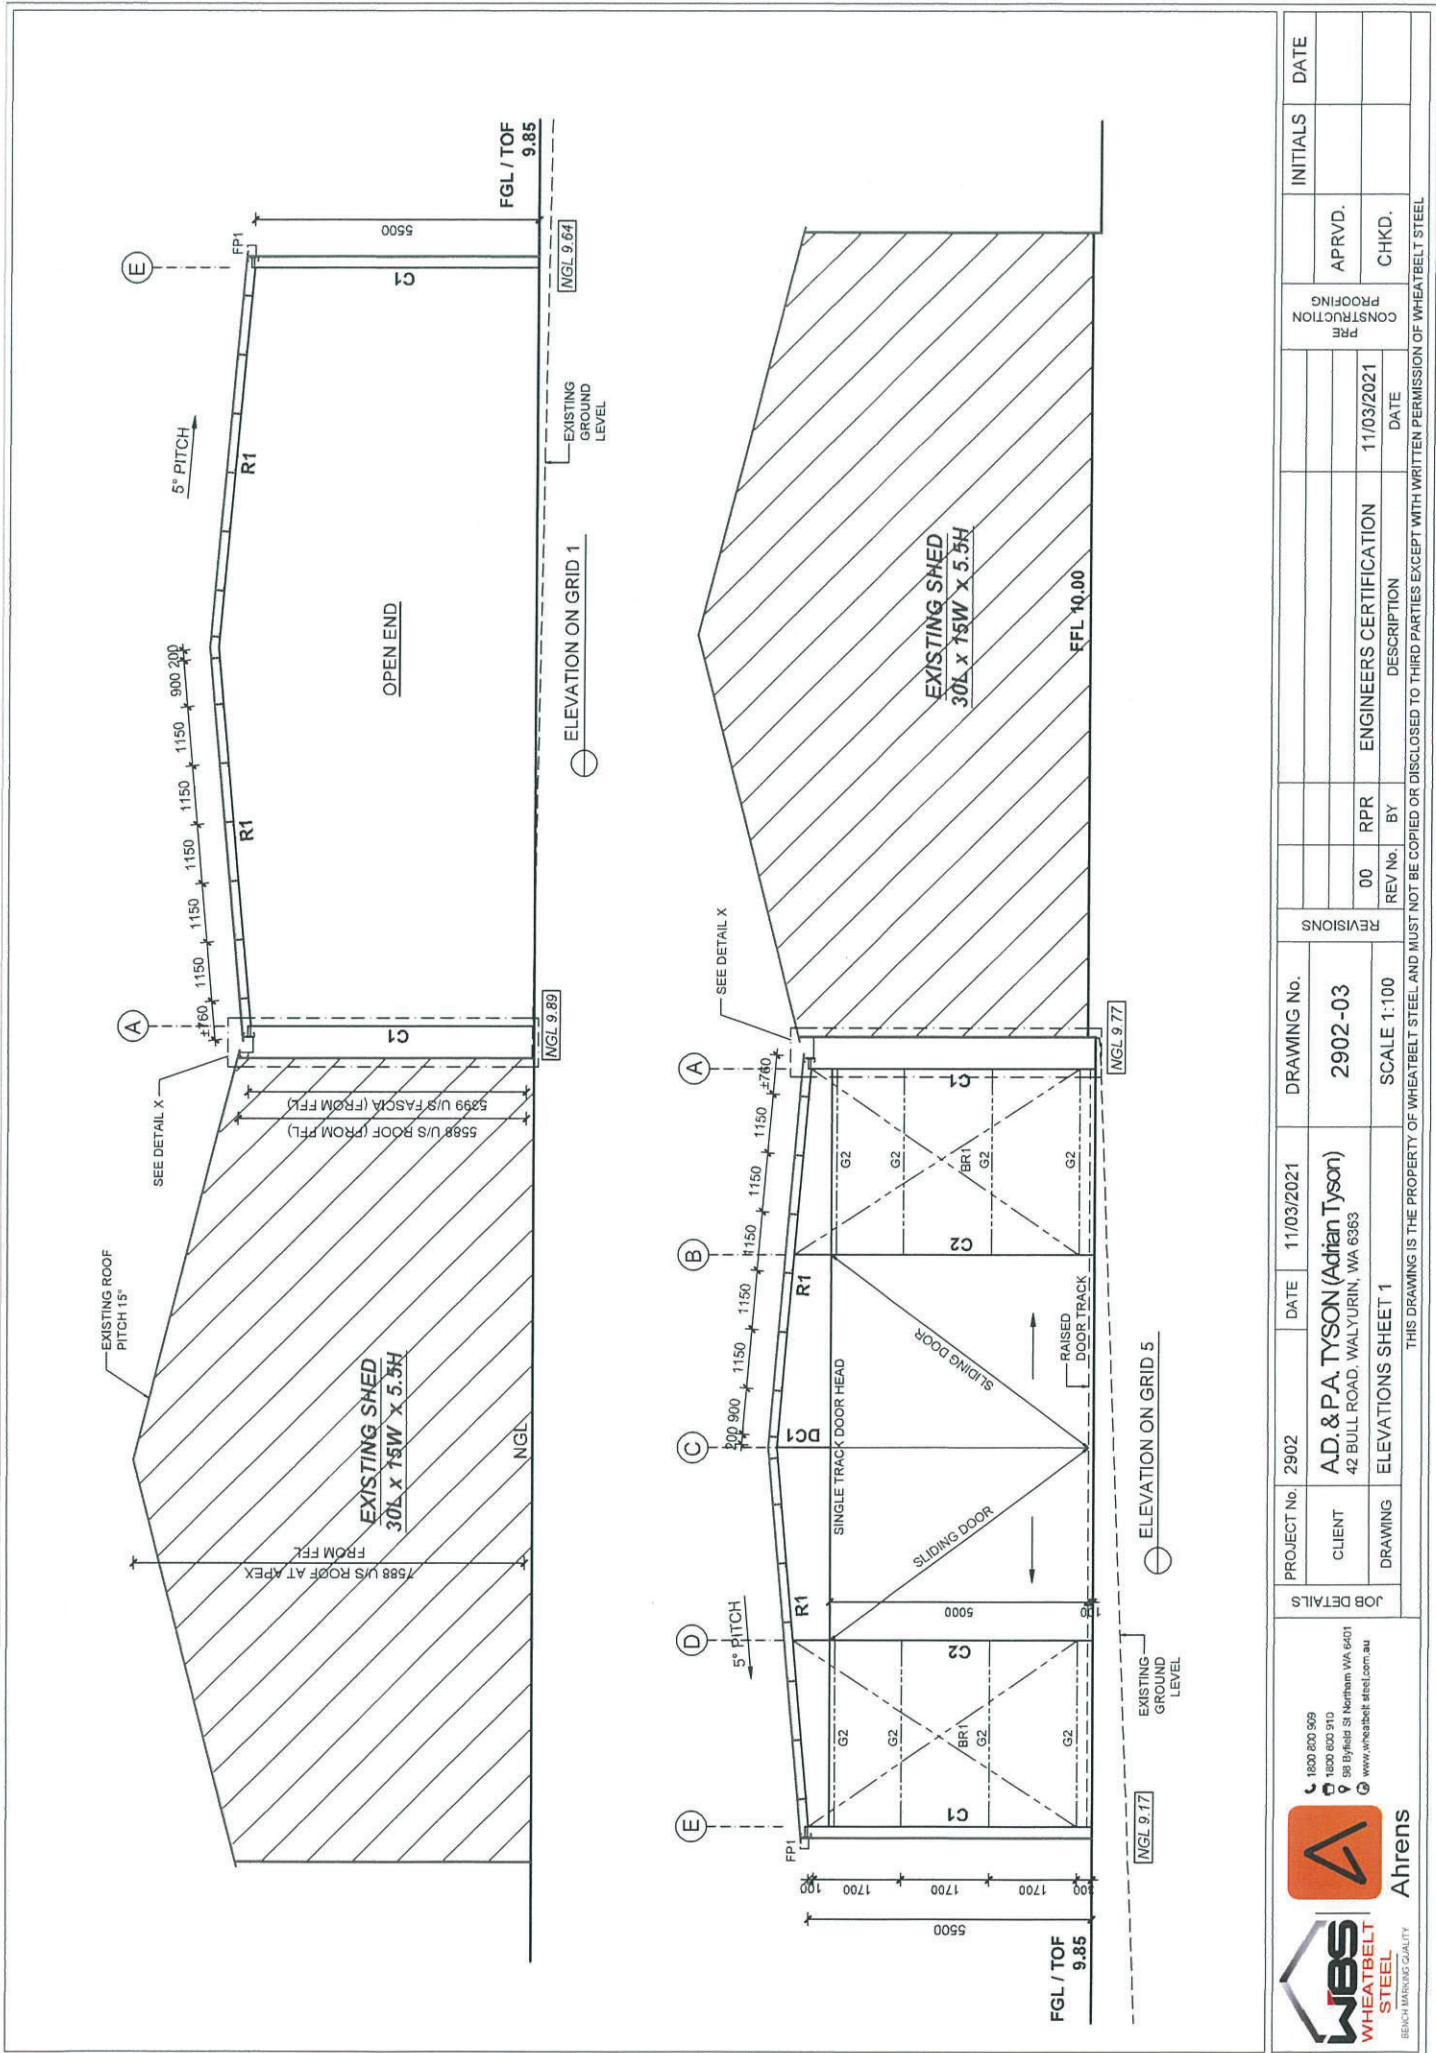 EXISTING ROOF
PITCH 15°
SEE DETAIL X
A
E
±760
1150
1150
1150
1150
1150
900
200
5° PITCH
R1
R1
FP1
EXISTING SHED
30L x 15W x 5.5H
7588 U/S ROOF AT APEX
FROM FFL
5588 U/S ROOF (FROM FFL)
5399 U/S FASCIA (FROM FFL)
C1
OPEN END
C1
5500
FGL / TOF
9.85
NGL
NGL 9.89
NGL 9.64
EXISTING
GROUND
LEVEL
ELEVATION ON GRID 1
E
D
C
B
A
SEE DETAIL X
5° PITCH
200
900
1150
1150
1150
1150
1150
±760
FP1
R1
R1
DC1
SINGLE TRACK DOOR HEAD
G2
G2
BR1
G2
G2
C1
C2
SLIDING DOOR
SLIDING DOOR
5000
RAISED
DOOR TRACK
C2
C1
G2
G2
BR1
G2
G2
100
1700
1700
1700
5500
FGL / TOF
9.85
NGL 9.17
NGL 9.77
EXISTING
GROUND
LEVEL
EXISTING SHED
30L x 15W x 5.5H
FFL 10.00
ELEVATION ON GRID 5
WBS
WHEATBELT
STEEL
BENCH MARKING QUALITY
Ahrens
1800 800 909
1800 600 910
98 Byfield St Northam WA 6401
www.wheatbelt steel.com.au
JOB DETAILS
PROJECT No. 2902
DATE 11/03/2021
CLIENT
A.D. & P.A. TYSON (Adrian Tyson)
42 BULL ROAD, WALYURIN, WA 6363
DRAWING
ELEVATIONS SHEET 1
DRAWING No.
2902-03
SCALE 1:100
REVISIONS
00 RPR ENGINEERS CERTIFICATION 11/03/2021
REV No. BY DESCRIPTION DATE
PRE
CONSTRUCTION
PROOFING
INITIALS DATE
APRVD.
CHKD.
THIS DRAWING IS THE PROPERTY OF WHEATBELT STEEL AND MUST NOT BE COPIED OR DISCLOSED TO THIRD PARTIES EXCEPT WITH WRITTEN PERMISSION OF WHEATBELT STEEL